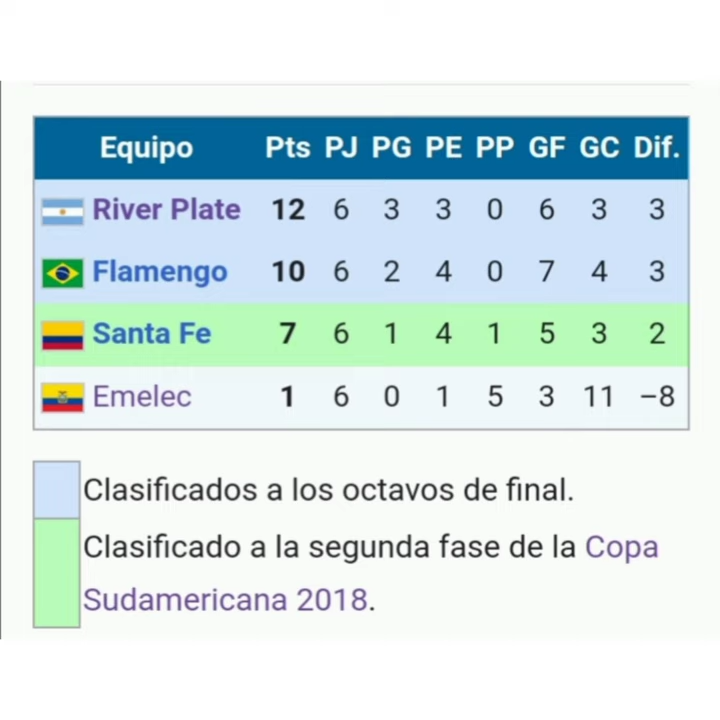 Equipo Pts PJ PG PE PP GF GC Dif.
River Plate 12 6 3 3 0 6 3 3
Flamengo 10 6 2 4 0 7 4 3
Santa Fe 7 6 1 4 1 5 3 2
Emelec 1 6 0 1 5 3 11 −8
Clasificados a los octavos de final.
Clasificado a la segunda fase de la Copa
Sudamericana 2018.